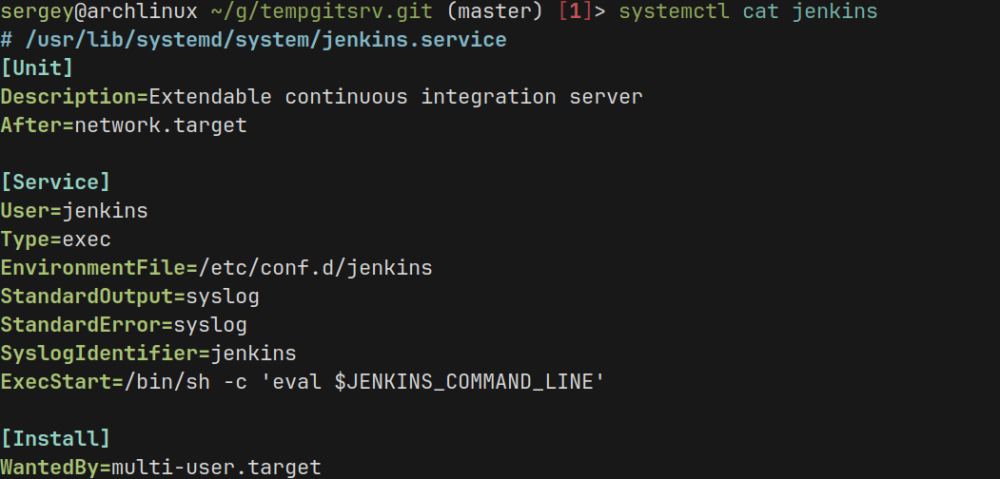 sergey@archlinux ~/g/tempgitsrv.git (master) [1]> systemctl cat jenkins
# /usr/lib/systemd/system/jenkins.service
[Unit]
Description=Extendable continuous integration server
After=network.target

[Service]
User=jenkins
Type=exec
EnvironmentFile=/etc/conf.d/jenkins
StandardOutput=syslog
StandardError=syslog
SyslogIdentifier=jenkins
ExecStart=/bin/sh -c 'eval $JENKINS_COMMAND_LINE'

[Install]
WantedBy=multi-user.target